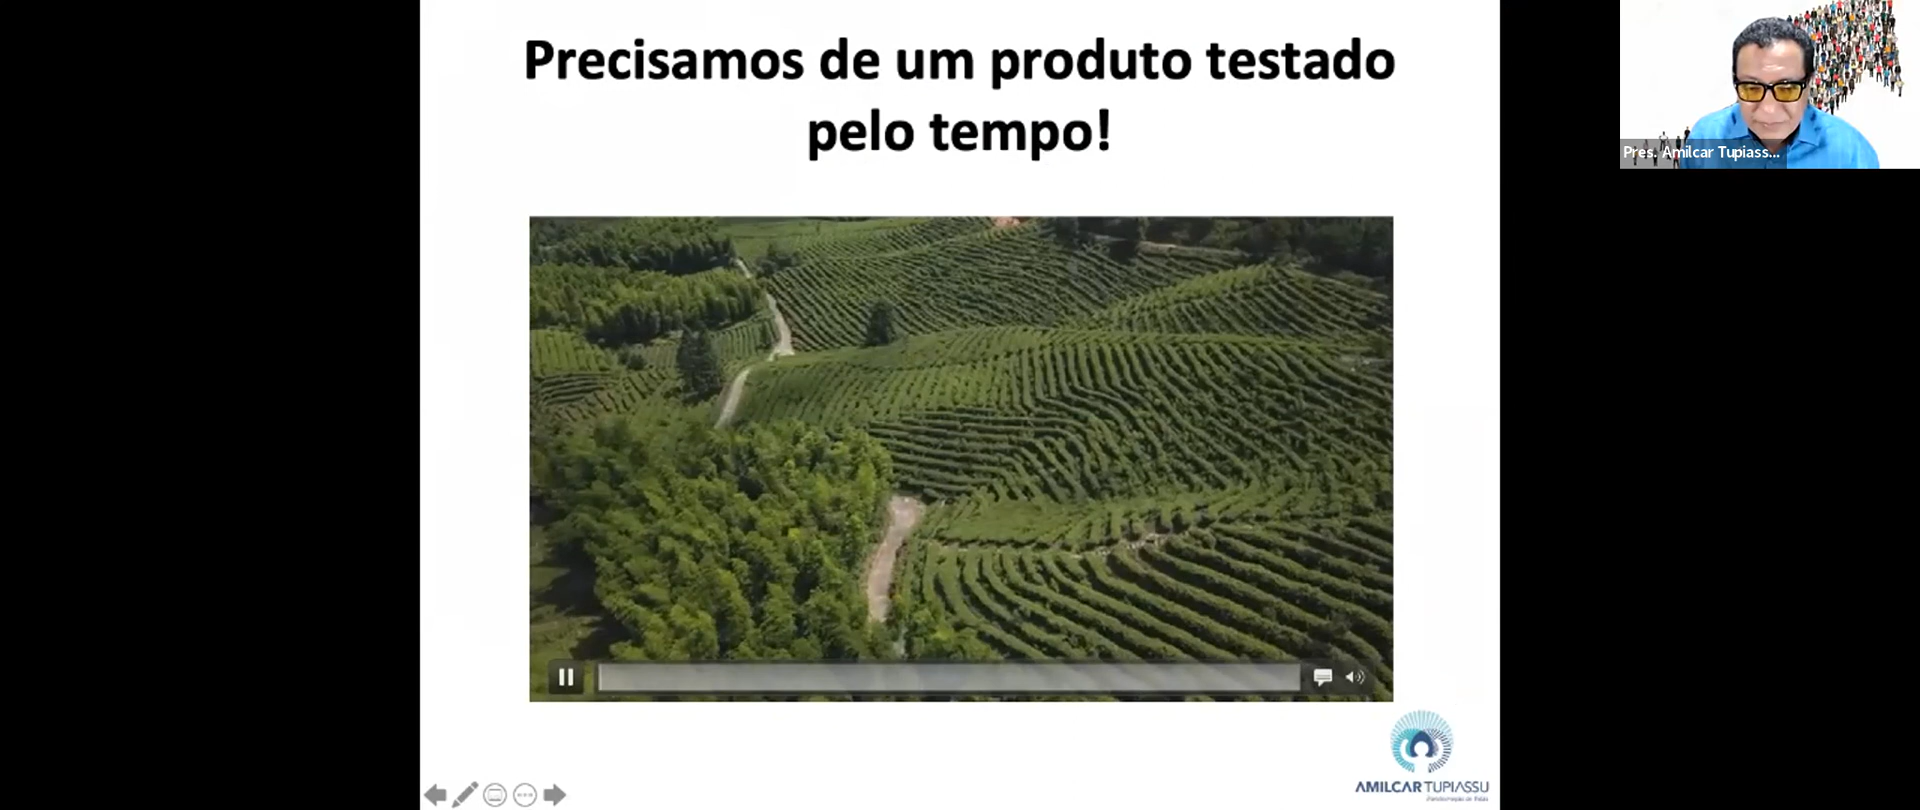 Precisamos de um produto testado
pelo tempo!
Pres. Amilcar Tupiass...
AMILCAR TUPIASSU